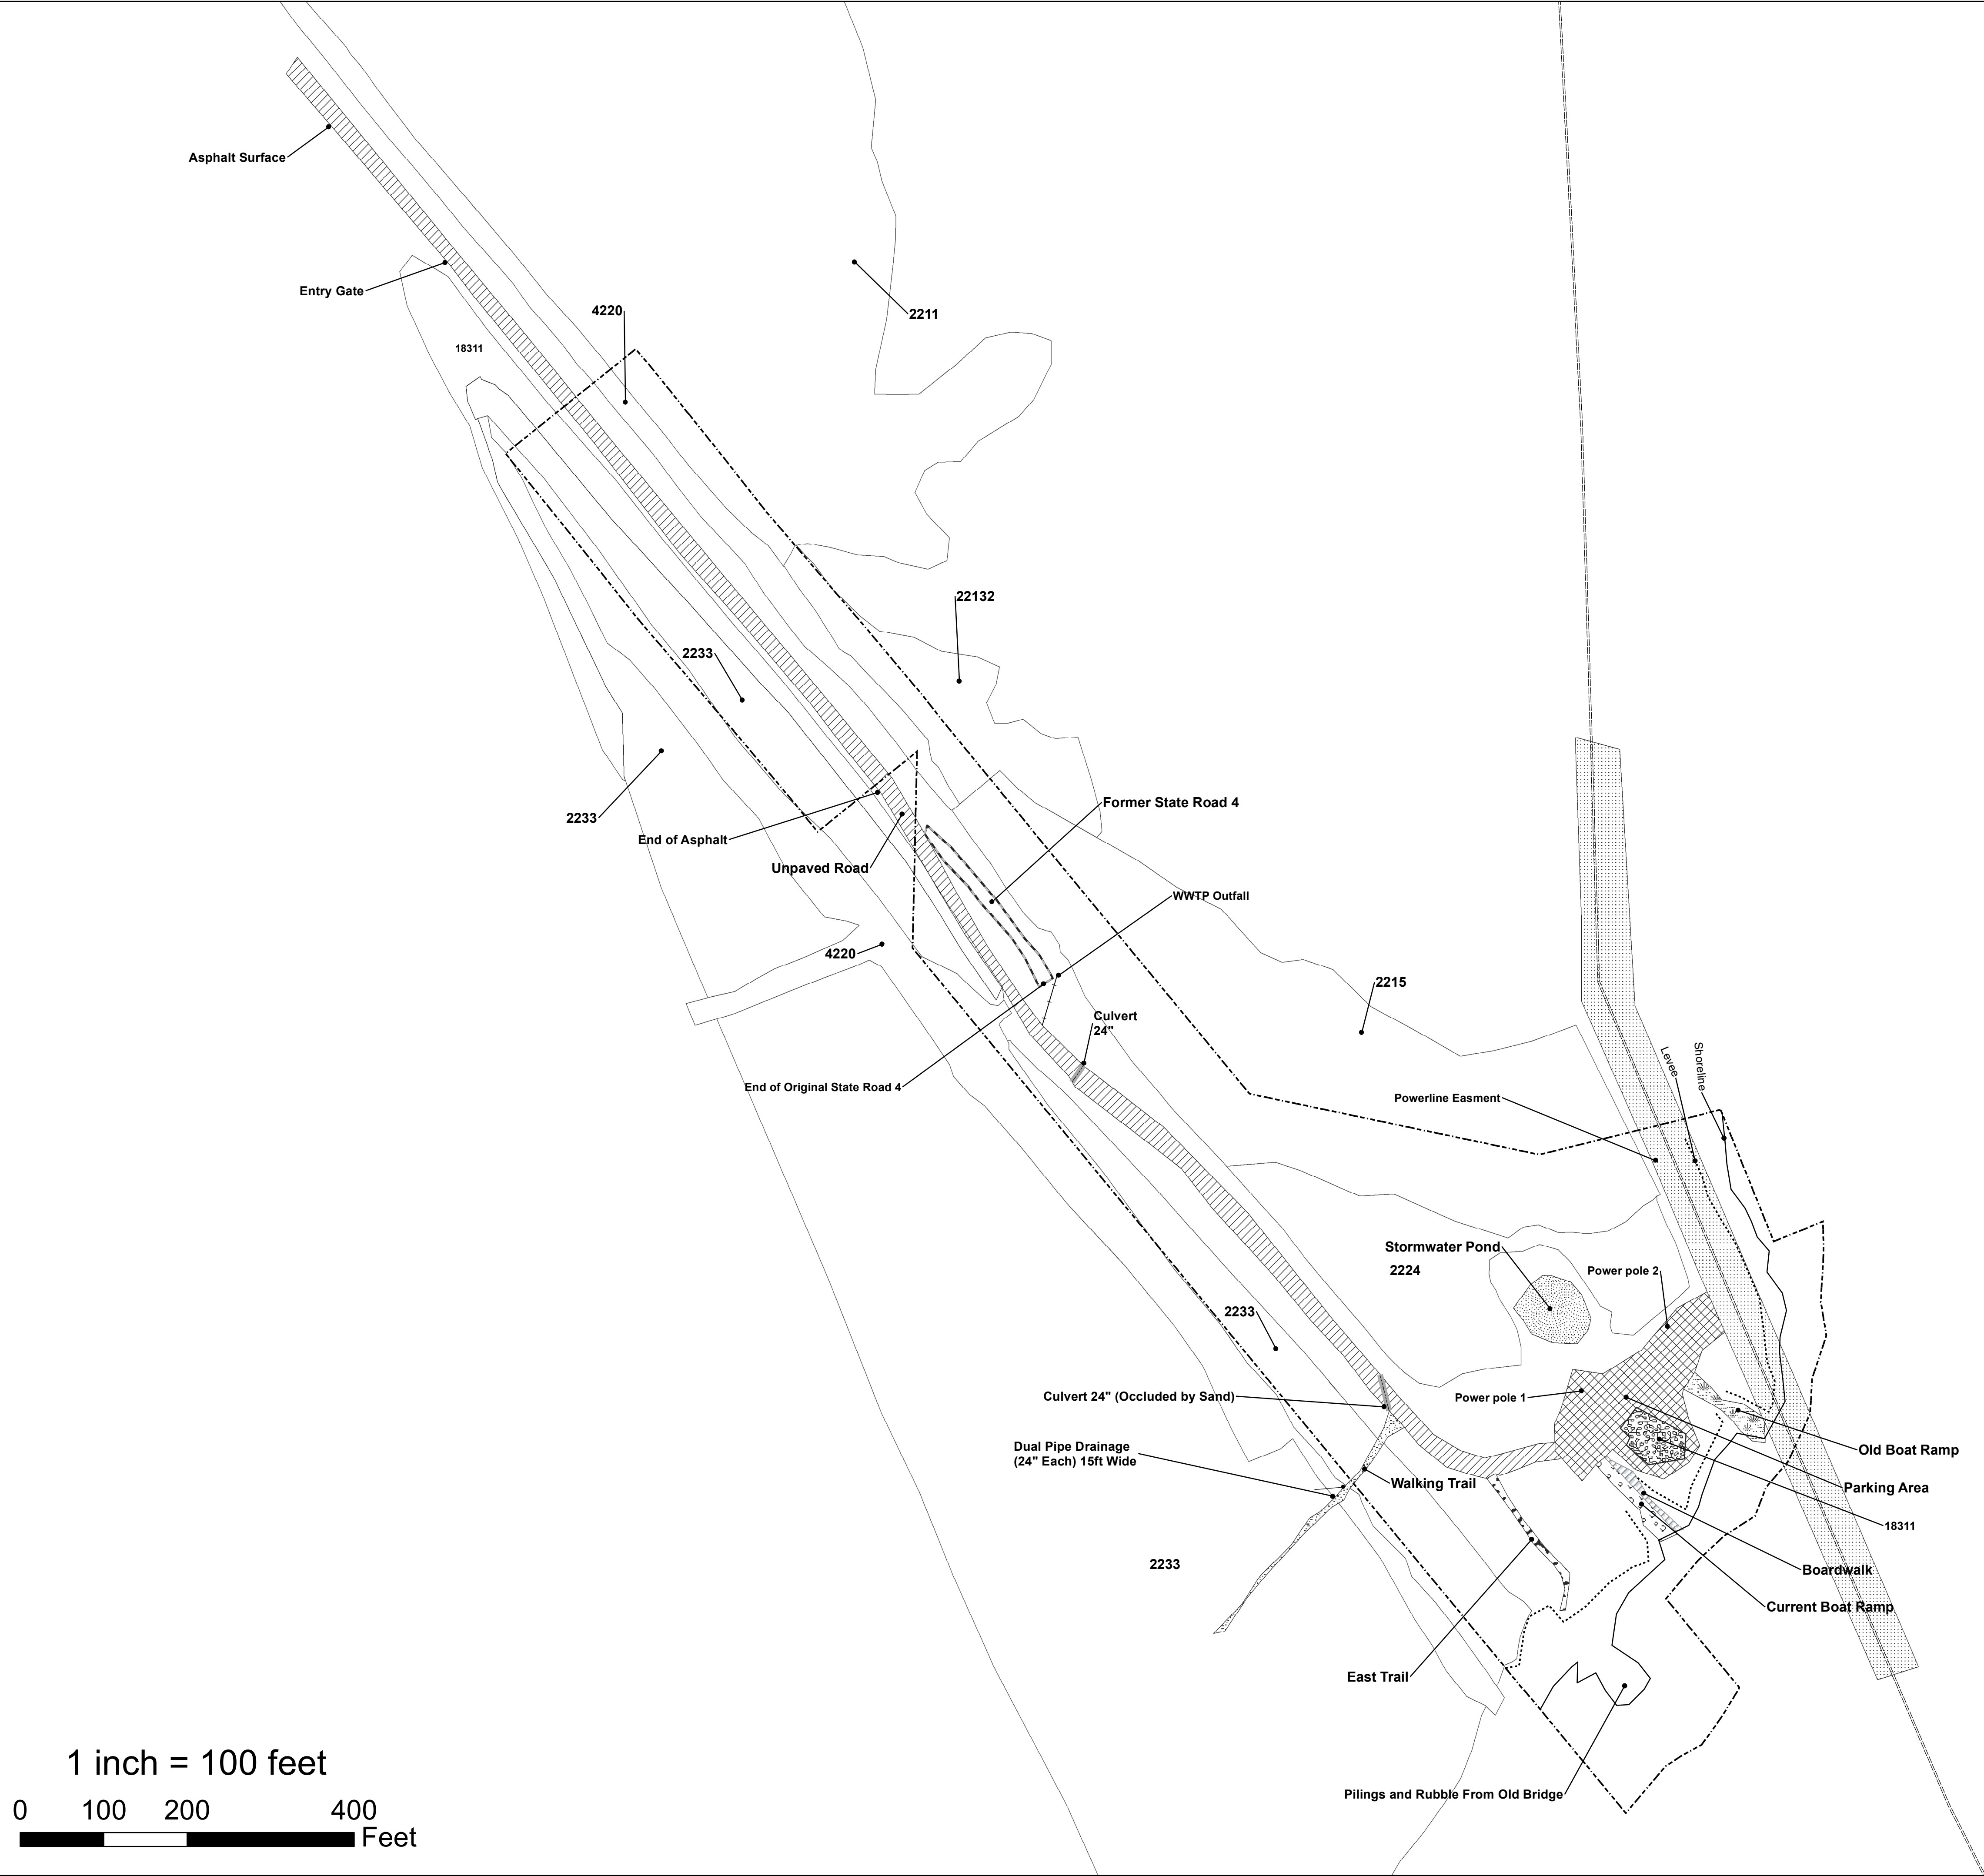 Asphalt Surface
Entry Gate
4220
2211
18311
22132
2233
2233
Former State Road 4
End of Asphalt
Unpaved Road
WWTP Outfall
4220
2215
Culvert
24"
Levee
Shoreline
End of Original State Road 4
Powerline Easment
Stormwater Pond
2224
Power pole 2
2233
Culvert 24" (Occluded by Sand)
Power pole 1
Dual Pipe Drainage
(24" Each) 15ft Wide
Old Boat Ramp
Walking Trail
Parking Area
18311
2233
Boardwalk
Current Boat Ramp
East Trail
Pilings and Rubble From Old Bridge
1 inch = 100 feet
0 100 200 400
Feet